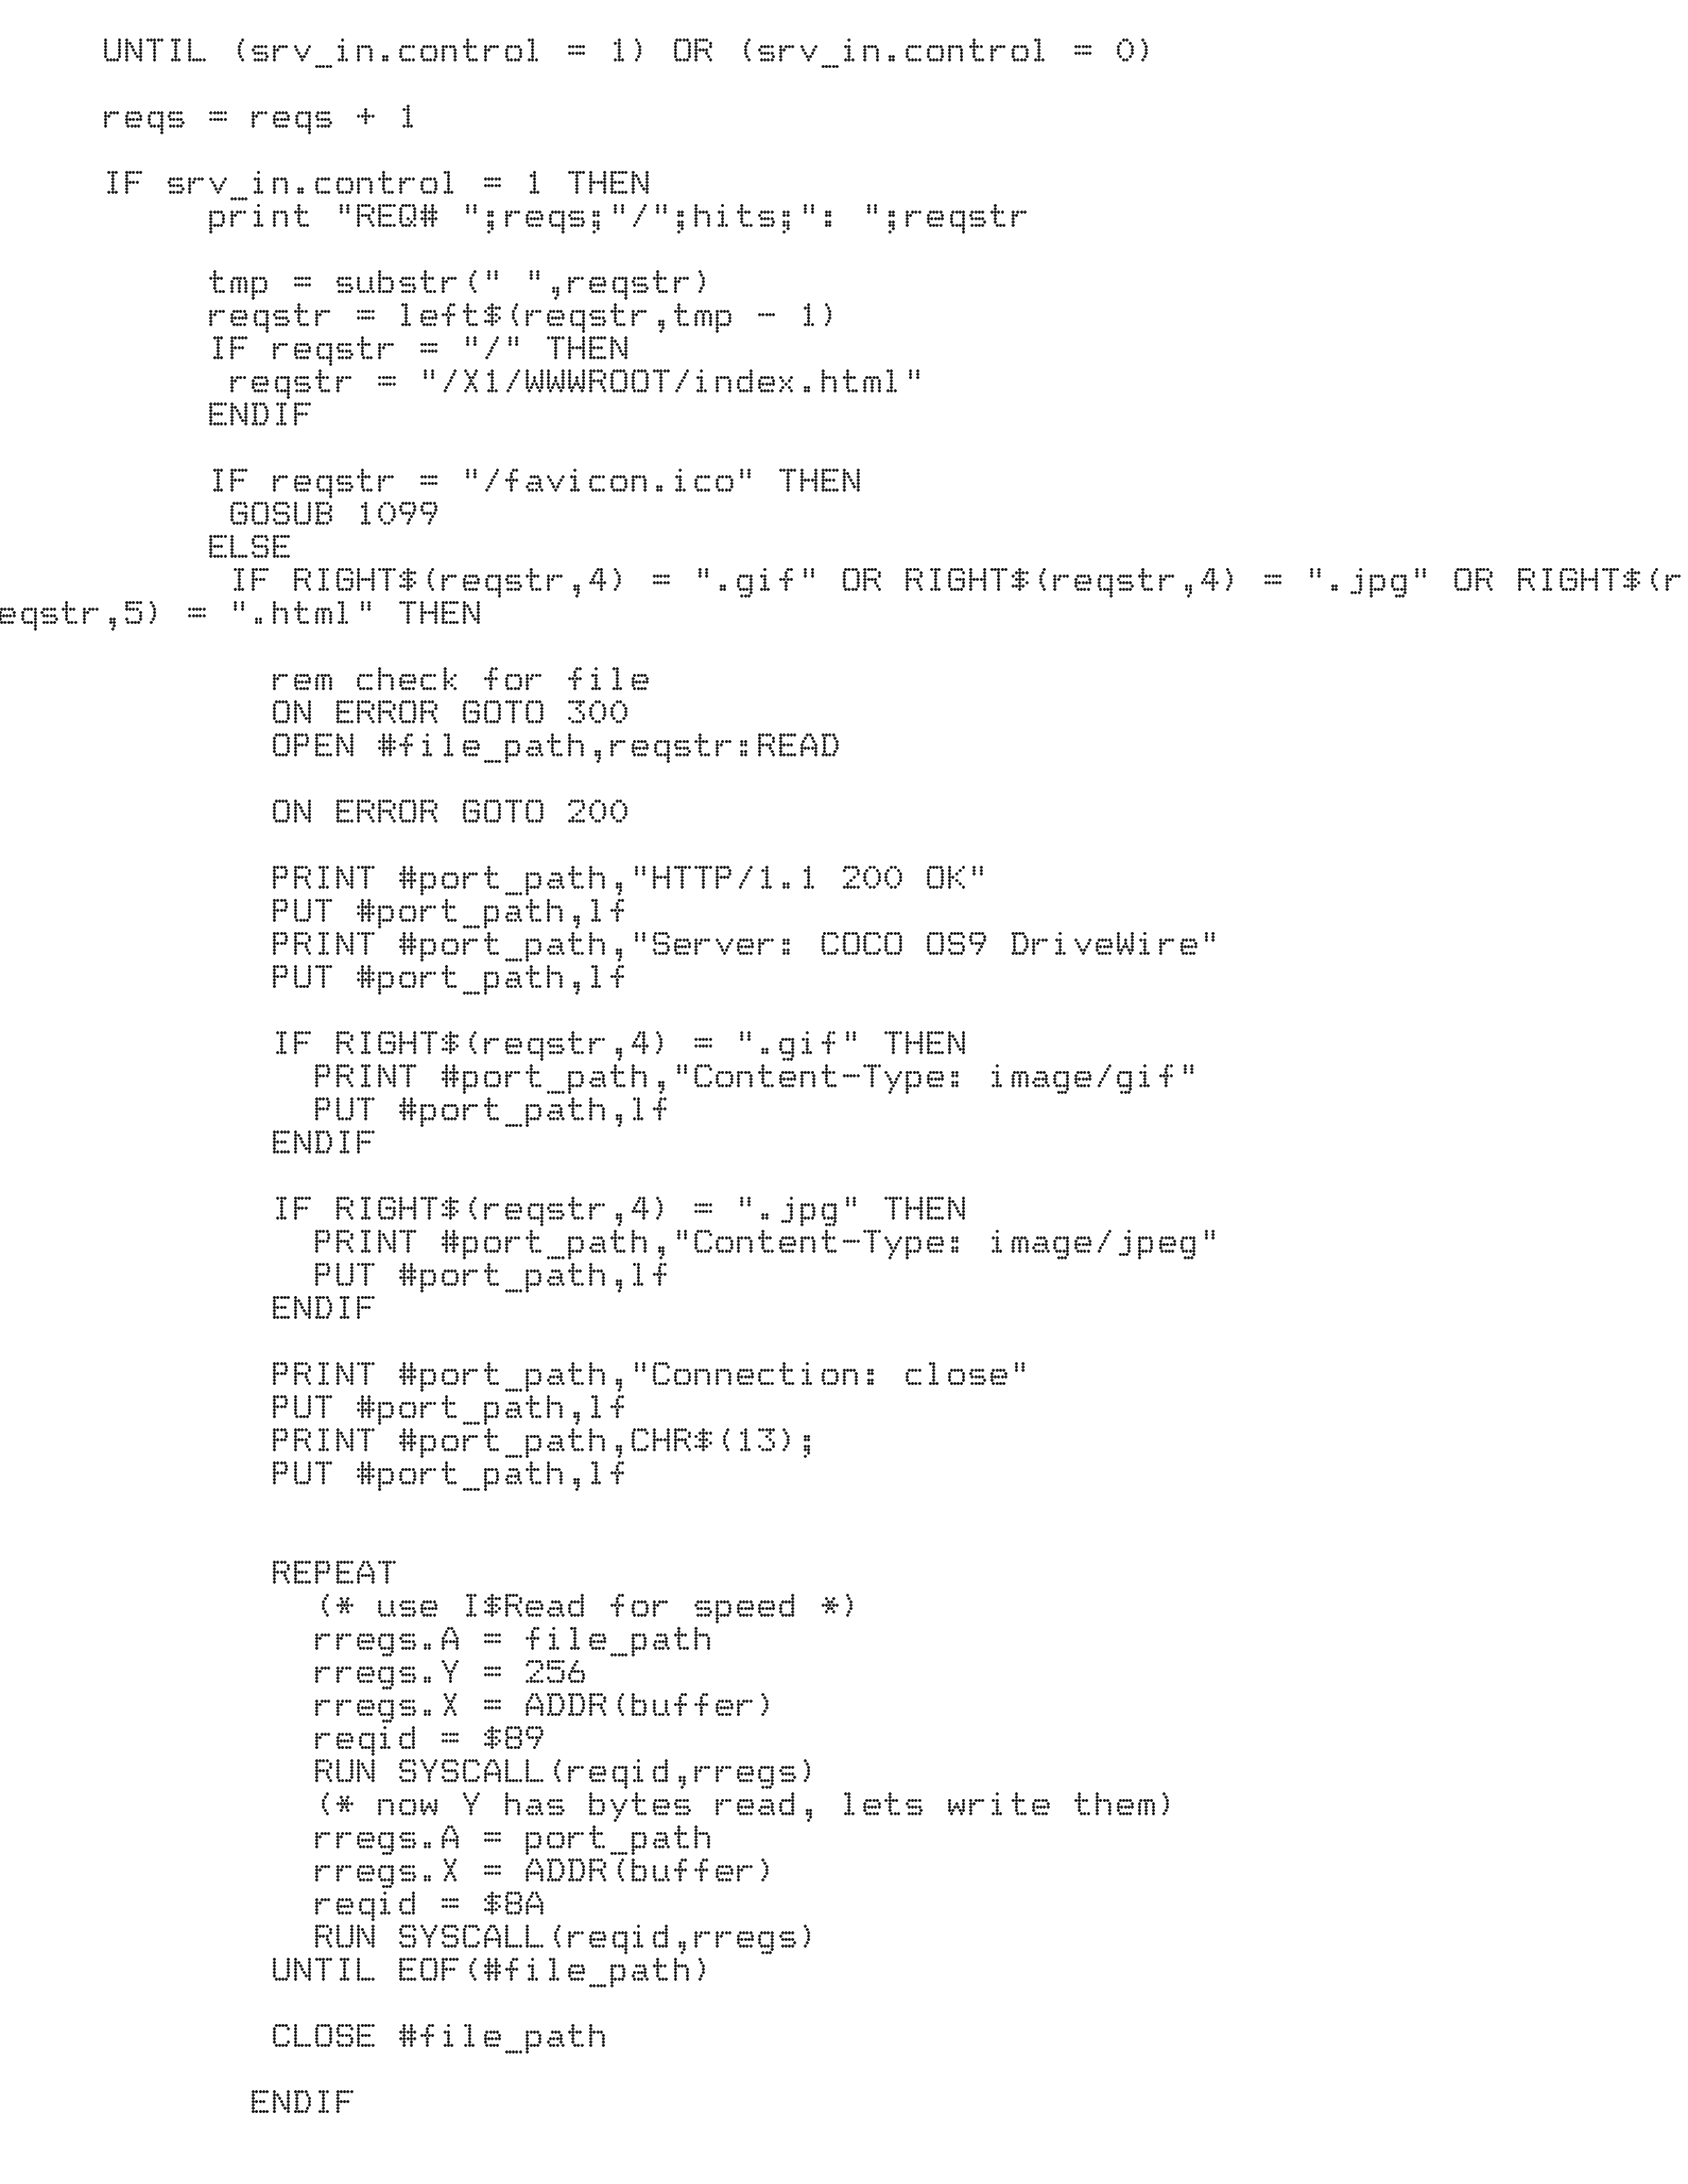 UNTIL (srv_in.control = 1) OR (srv_in.control = 0)
reqs = reqs + 1
IF srv_in.control = 1 THEN
print "REQ# ";reqs;"/";hits;": ";reqstr
tmp = substr(" ",reqstr)
reqstr = left$(reqstr,tmp - 1)
IF reqstr = "/" THEN
reqstr = "/X1/WWWROOT/index.html"
ENDIF
IF reqstr = "/favicon.ico" THEN
GOSUB 1099
ELSE
IF RIGHT$(reqstr,4) = ".gif" OR RIGHT$(reqstr,4) = ".jpg" OR RIGHT$(r
eqstr,5) = ".html" THEN
rem check for file
ON ERROR GOTO 300
OPEN #file_path,reqstr:READ
ON ERROR GOTO 200
PRINT #port_path,"HTTP/1.1 200 OK"
PUT #port_path,lf
PRINT #port_path,"Server: COCO OS9 DriveWire"
PUT #port_path,lf
IF RIGHT$(reqstr,4) = ".gif" THEN
PRINT #port_path,"Content-Type: image/gif"
PUT #port_path,lf
ENDIF
IF RIGHT$(reqstr,4) = ".jpg" THEN
PRINT #port_path,"Content-Type: image/jpeg"
PUT #port_path,lf
ENDIF
PRINT #port_path,"Connection: close"
PUT #port_path,lf
PRINT #port_path,CHR$(13);
PUT #port_path,lf
REPEAT
(* use I$Read for speed *)
rregs.A = file_path
rregs.Y = 256
rregs.X = ADDR(buffer)
reqid = $89
RUN SYSCALL(reqid,rregs)
(* now Y has bytes read, lets write them)
rregs.A = port_path
rregs.X = ADDR(buffer)
reqid = $8A
RUN SYSCALL(reqid,rregs)
UNTIL EOF(#file_path)
CLOSE #file_path
ENDIF